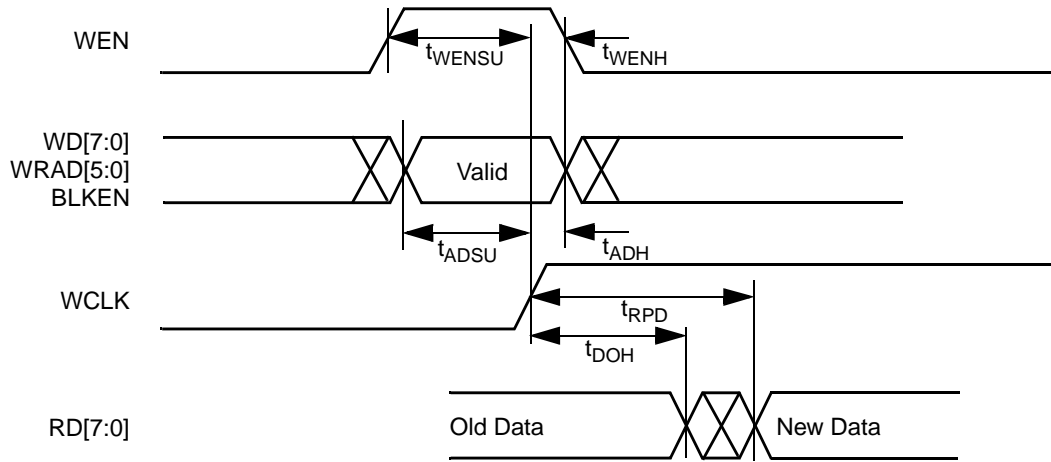 WEN
tWENSU
tWENH
WD[7:0]
WRAD[5:0]
BLKEN
Valid
tADSU
tADH
WCLK
tRPD
tDOH
RD[7:0]
Old Data
New Data